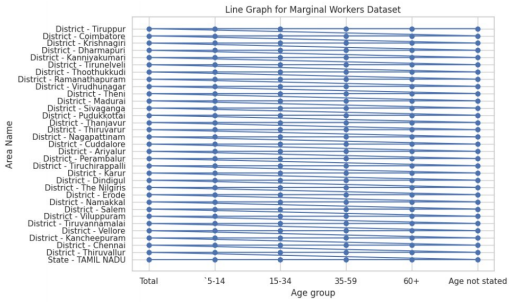 Line Graph for Marginal Workers Dataset
Area Name
District - Tiruppur
District - Coimbatore
District - Krishnagiri
District - Dharmapuri
District - Kanniyakumari
District - Tirunelveli
District - Thoothukkudi
District - Ramanathapuram
District - Virudhunagar
District - Theni
District - Madurai
District - Sivaganga
District - Pudukkottai
District - Thanjavur
District - Thiruvarur
District - Nagapattinam
District - Cuddalore
District - Ariyalur
District - Perambalur
District - Tiruchirappalli
District - Karur
District - Dindigul
District - The Nilgiris
District - Erode
District - Namakkal
District - Salem
District - Viluppuram
District - Tiruvannamalai
District - Vellore
District - Kancheepuram
District - Chennai
District - Thiruvallur
State - TAMIL NADU
Total `5-14 15-34 35-59 60+ Age not stated
Age group